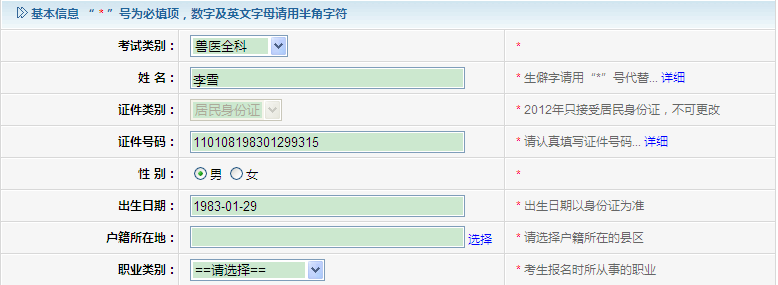 基本信息 “ * ”号为必填项，数字及英文字母请用半角字符
考试类别： 兽医全科 *
姓 名： 李雪 * 生僻字请用“*”号代替... 详细
证件类别： 居民身份证 * 2012年只接受居民身份证，不可更改
证件号码： 110108198301299315 * 请认真填写证件号码... 详细
性 别： 男 女 *
出生日期： 1983-01-29 * 出生日期以身份证为准
户籍所在地： 选择 * 请选择户籍所在的县区
职业类别： ==请选择== * 考生报名时所从事的职业